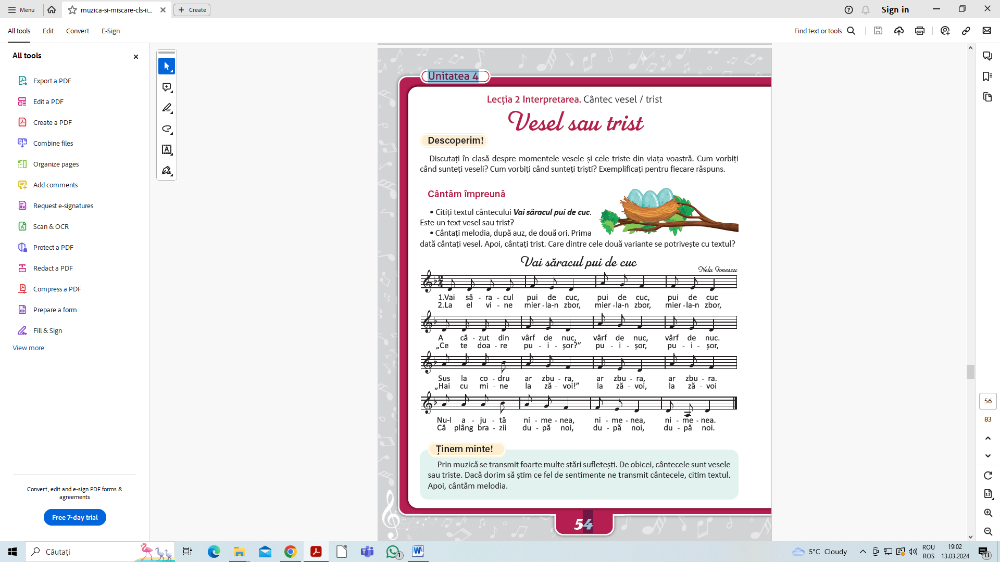 Menu
muzica-si-miscare-cls-ii....
Create
Sign in
All tools
Edit
Convert
E-Sign
Find text or tools
All tools
Export a PDF
Edit a PDF
Create a PDF
Combine files
Organize pages
Add comments
Request e-signatures
Scan & OCR
Protect a PDF
Redact a PDF
Compress a PDF
Prepare a form
Fill & Sign
View more
Convert, edit and e-sign PDF forms &
agreements
Free 7-day trial
Unitatea 4
Lecția 2 Interpretarea. Cântec vesel / trist
Vesel sau trist
Descoperim!
Discutați în clasă despre momentele vesele și cele triste din viața voastră. Cum vorbiți
când sunteți veseli? Cum vorbiți când sunteți triști? Exemplificați pentru fiecare răspuns.
Cântăm împreună
• Citiți textul cântecului Vai săracul pui de cuc.
Este un text vesel sau trist?
• Cântați melodia, după auz, de două ori. Prima
dată cântați vesel. Apoi, cântați trist. Care dintre cele două variante se potrivește cu textul?
Vai săracul pui de cuc
Nelu Ionescu
2
4
1.Vai să - ra - cul pui de cuc, pui de cuc, pui de cuc
2.La el vi - ne mier - la-n zbor, mier - la-n zbor, mier - la-n zbor,
A că - zut din vârf de nuc, vârf de nuc, vârf de nuc.
„Ce te doa - re pu - i - șor?” pu - i - șor, pu - i - șor,
Sus la co - dru ar zbu - ra, ar zbu - ra, ar zbu - ra.
„Hai cu mi - ne la ză - voi!” la ză - voi, la ză - voi
Nu-l a - ju - tă ni - me - nea, ni - me - nea, ni - me - nea.
Că plâng bra - zii du - pă noi, du - pă noi, du - pă noi.
Ținem minte!
Prin muzică se transmit foarte multe stări sufletești. De obicei, cântecele sunt vesele
sau triste. Dacă dorim să știm ce fel de sentimente ne transmit cântecele, citim textul.
Apoi, cântăm melodia.
54
56
83
1:1
Căutați
1
5°C Cloudy
ROU
ROS
19:02
13.03.2024
13